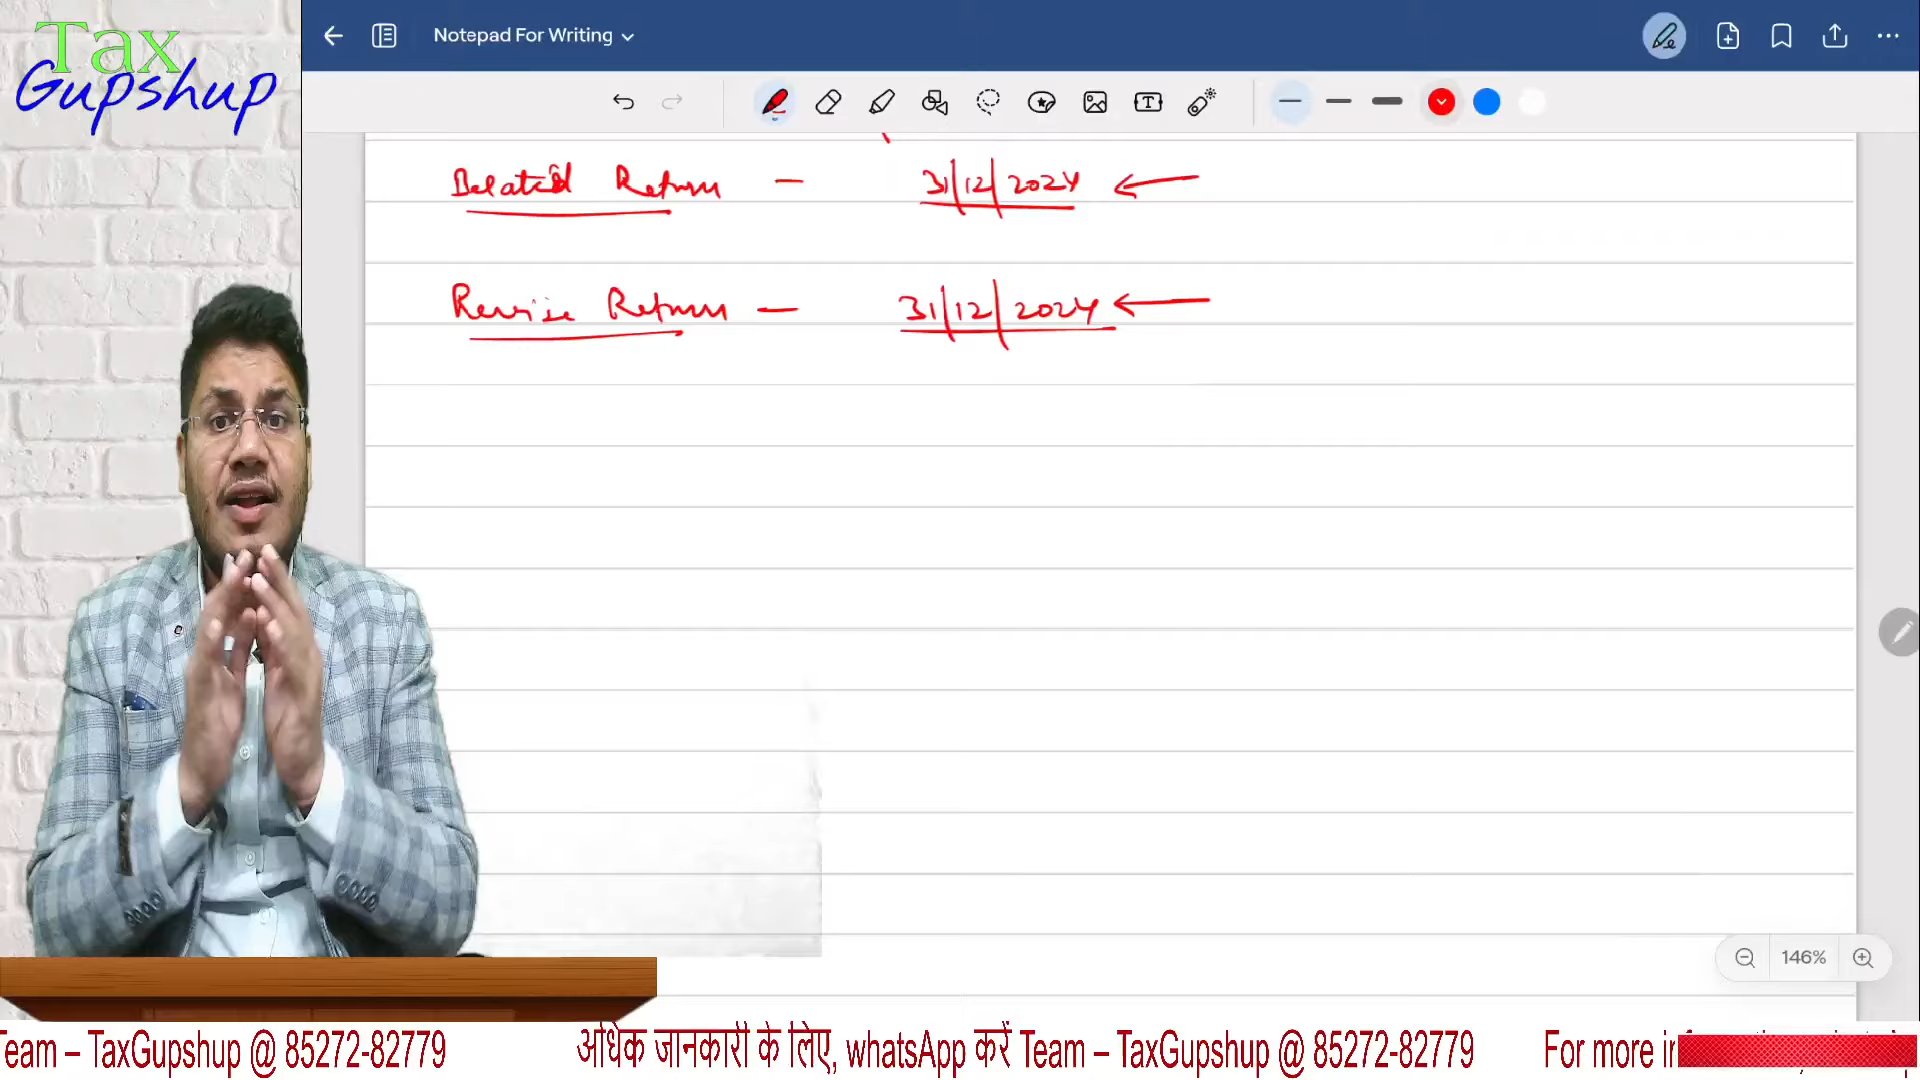 Tax
Gupshup
Notepad For Writing
Belated Return - 31/12/2024
Revise Return - 31/12/2024
146%
Team – TaxGupshup @ 85272-82779 अधिक जानकारी के लिए, whatsApp करें Team – TaxGupshup @ 85272-82779 For more